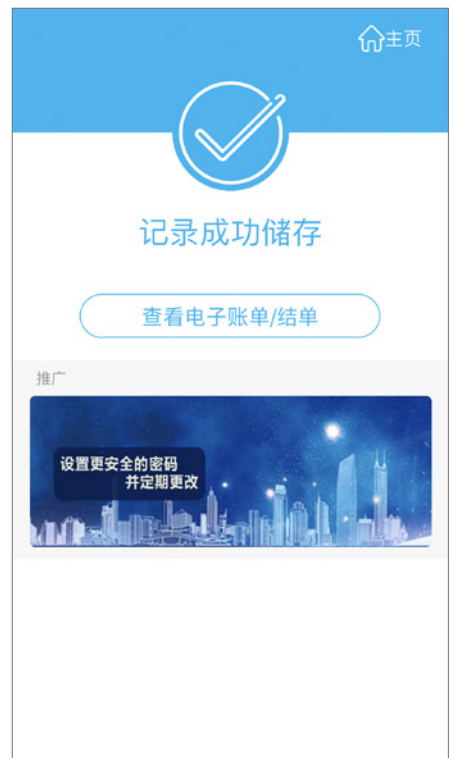 主页
记录成功储存
查看电子账单/结单
推广
设置更安全的密码
并定期更改